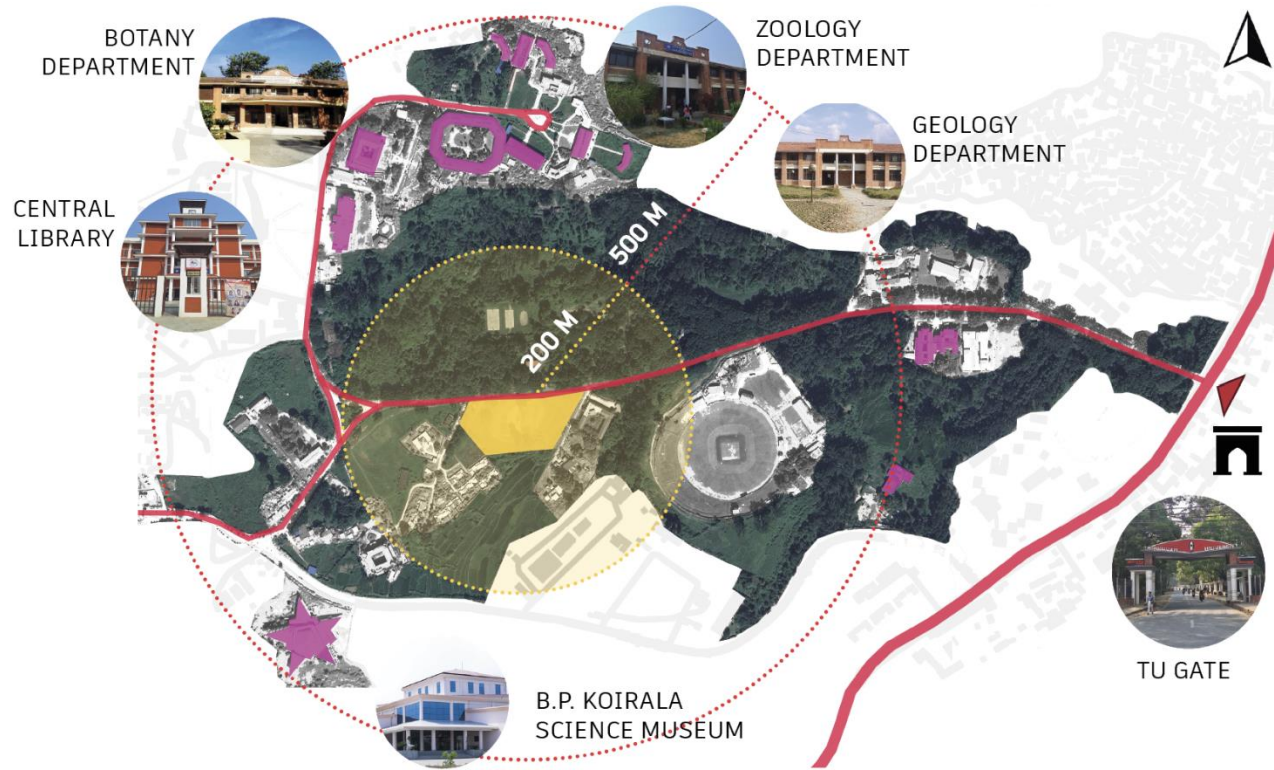 BOTANY
DEPARTMENT
ZOOLOGY
DEPARTMENT
GEOLOGY
DEPARTMENT
CENTRAL
LIBRARY
500 M
200 M
TU GATE
B.P. KOIRALA
SCIENCE MUSEUM